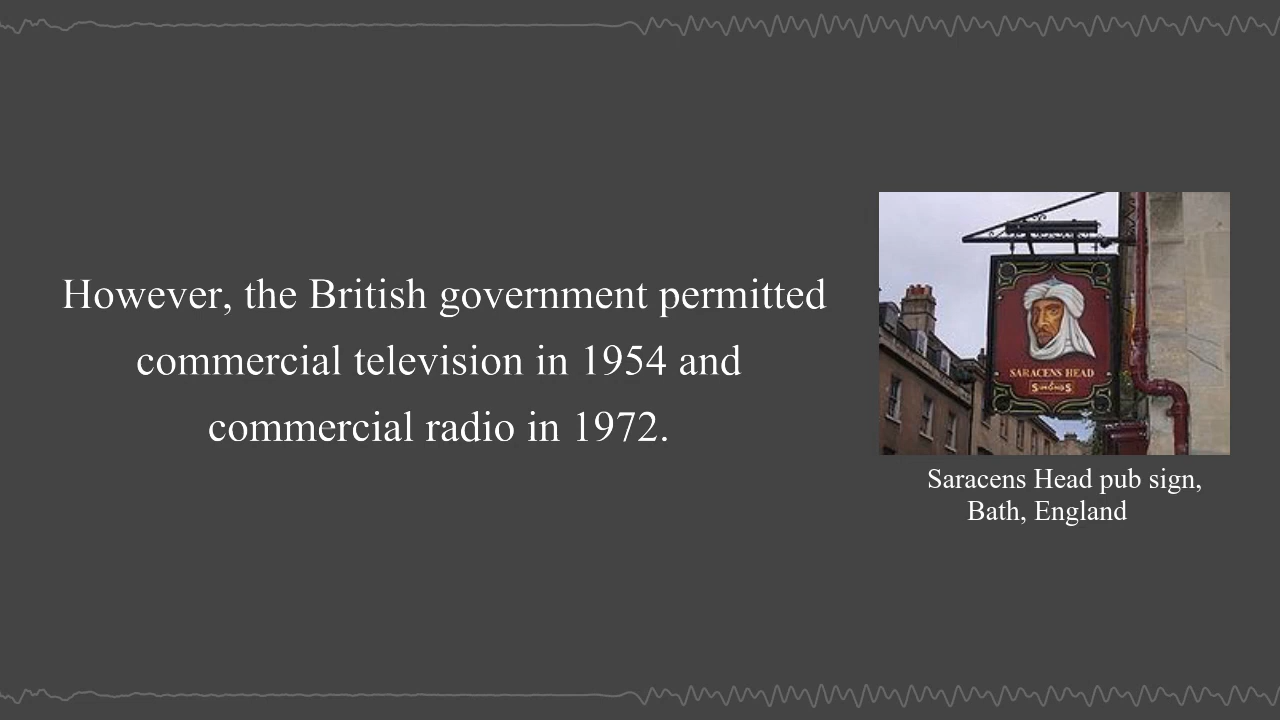 However, the British government permitted
commercial television in 1954 and
commercial radio in 1972.
SARACENS HEAD
SIMONDS
Saracens Head pub sign,
Bath, England